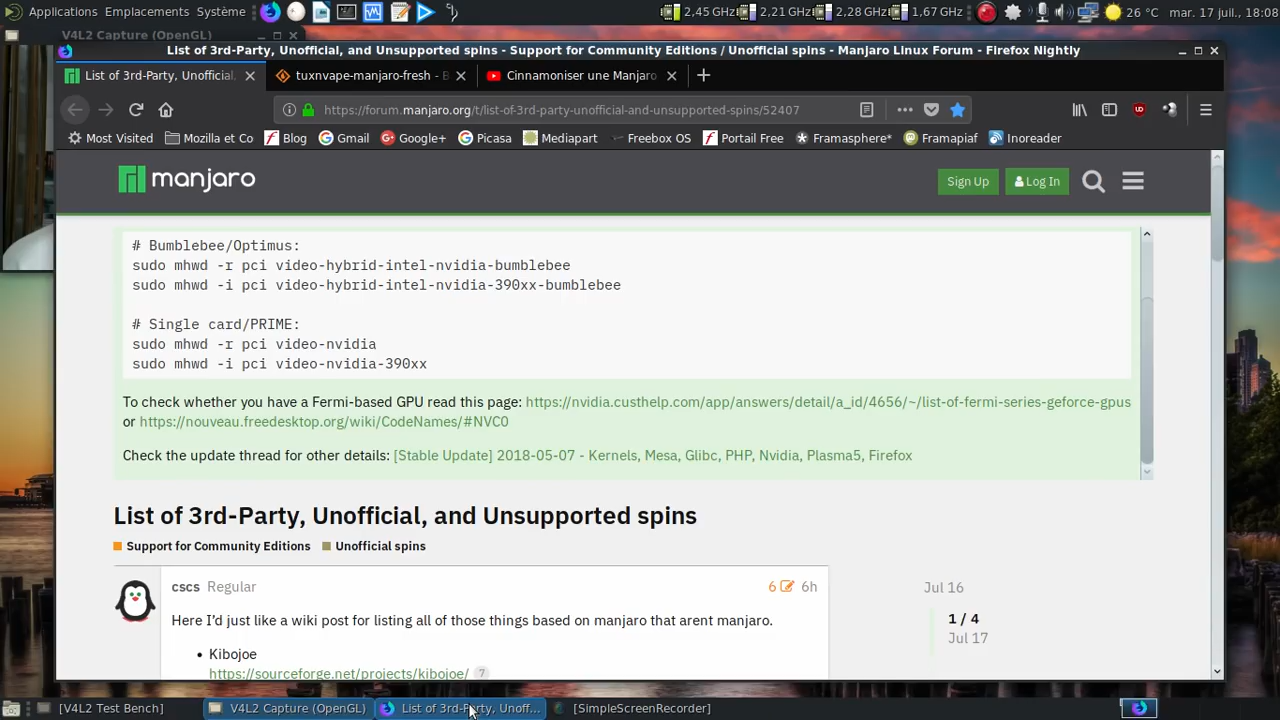 Applications Emplacements Système
2,45 GHz 2,21 GHz 2,28 GHz 1,67 GHz 26 °C mar. 17 juil., 18:08
V4L2 Capture (OpenGL)
List of 3rd-Party, Unofficial, and Unsupported spins - Support for Community Editions / Unofficial spins - Manjaro Linux Forum - Firefox Nightly
List of 3rd-Party, Unofficial, tuxnvape-manjaro-fresh - B Cinnamoniser une Manjaro
https://forum.manjaro.org/t/list-of-3rd-party-unofficial-and-unsupported-spins/52407
Most Visited Mozilla et Co Blog Gmail Google+ Picasa Mediapart Freebox OS Portail Free Framasphere* Framapiaf Inoreader
manjaro Sign Up Log In
# Bumblebee/Optimus:
sudo mhwd -r pci video-hybrid-intel-nvidia-bumblebee
sudo mhwd -i pci video-hybrid-intel-nvidia-390xx-bumblebee
# Single card/PRIME:
sudo mhwd -r pci video-nvidia
sudo mhwd -i pci video-nvidia-390xx
To check whether you have a Fermi-based GPU read this page: https://nvidia.custhelp.com/app/answers/detail/a_id/4656/~/list-of-fermi-series-geforce-gpus
or https://nouveau.freedesktop.org/wiki/CodeNames/#NVC0
Check the update thread for other details: [Stable Update] 2018-05-07 - Kernels, Mesa, Glibc, PHP, Nvidia, Plasma5, Firefox
List of 3rd-Party, Unofficial, and Unsupported spins
Support for Community Editions Unofficial spins
cscs Regular 6 6h
Jul 16
1 / 4
Jul 17
Here I'd just like a wiki post for listing all of those things based on manjaro that arent manjaro.
• Kibojoe
https://sourceforge.net/projects/kibojoe/ 7
[V4L2 Test Bench] V4L2 Capture (OpenGL) List of 3rd-Party, Unoff... [SimpleScreenRecorder]